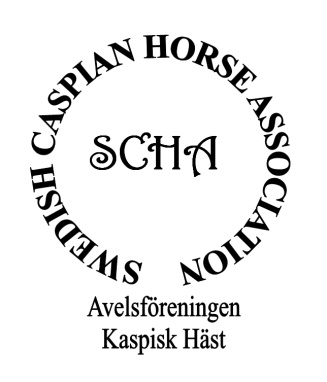 SWEDISH CASPIAN HORSE ASSOCIATION
SCHA
Avelsföreningen
Kaspisk Häst